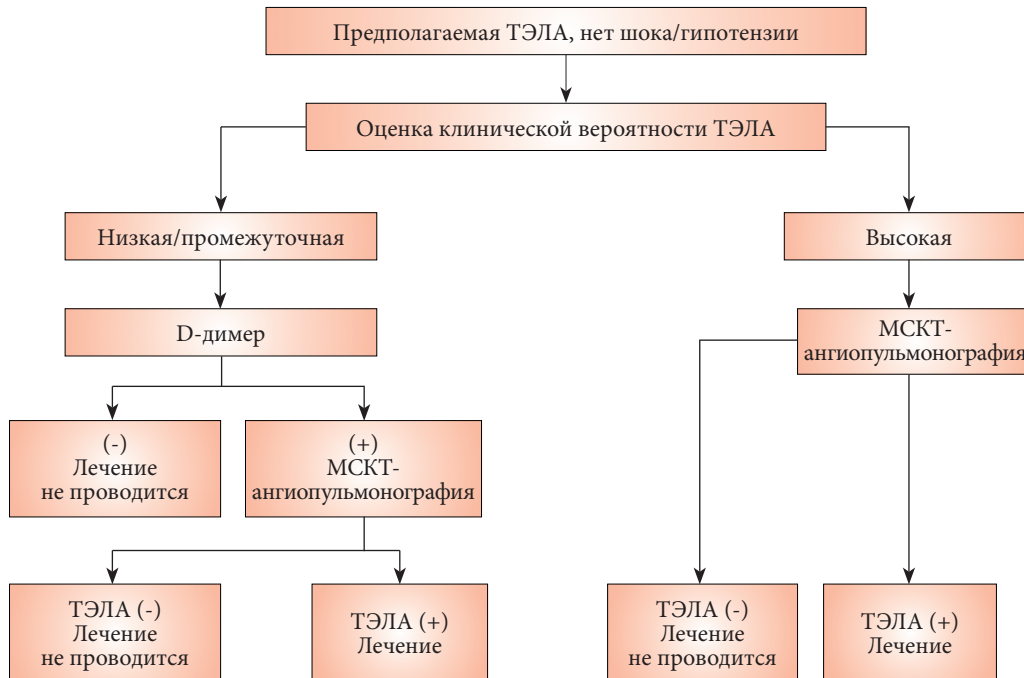 Предполагаемая ТЭЛА, нет шока/гипотензии
Оценка клинической вероятности ТЭЛА
Низкая/промежуточная
Высокая
D-димер
МСКТ-
ангиопульмонография
(-)
Лечение
не проводится
(+)
МСКТ-
ангиопульмонография
ТЭЛА (-)
Лечение
не проводится
ТЭЛА (+)
Лечение
ТЭЛА (-)
Лечение
не проводится
ТЭЛА (+)
Лечение